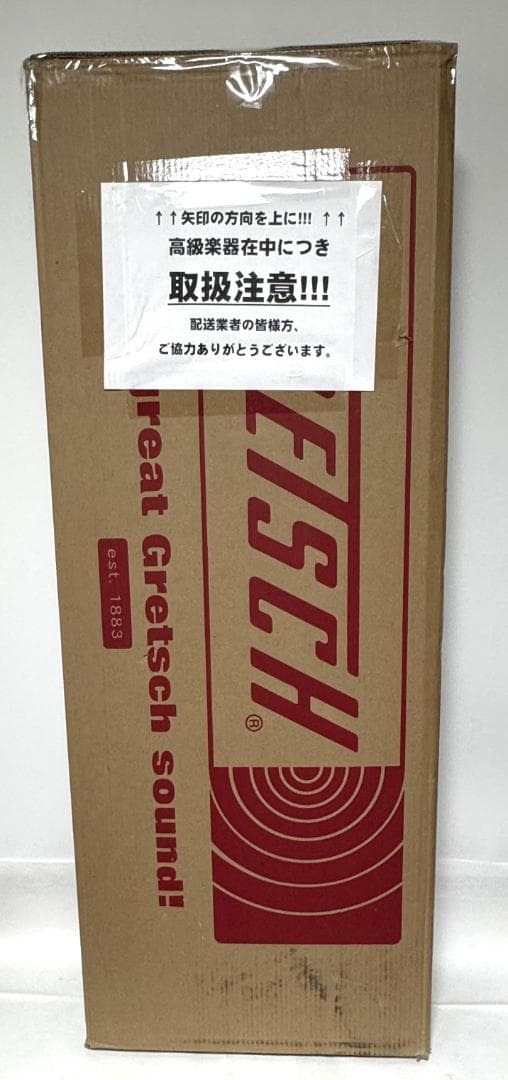 ↑↑矢印の方向を上に!!! ↑↑
高級楽器在中につき
取扱注意!!!
配送業者の皆様方、
ご協力ありがとうございます。
ETSCH®
great Gretsch sound!
est. 1883